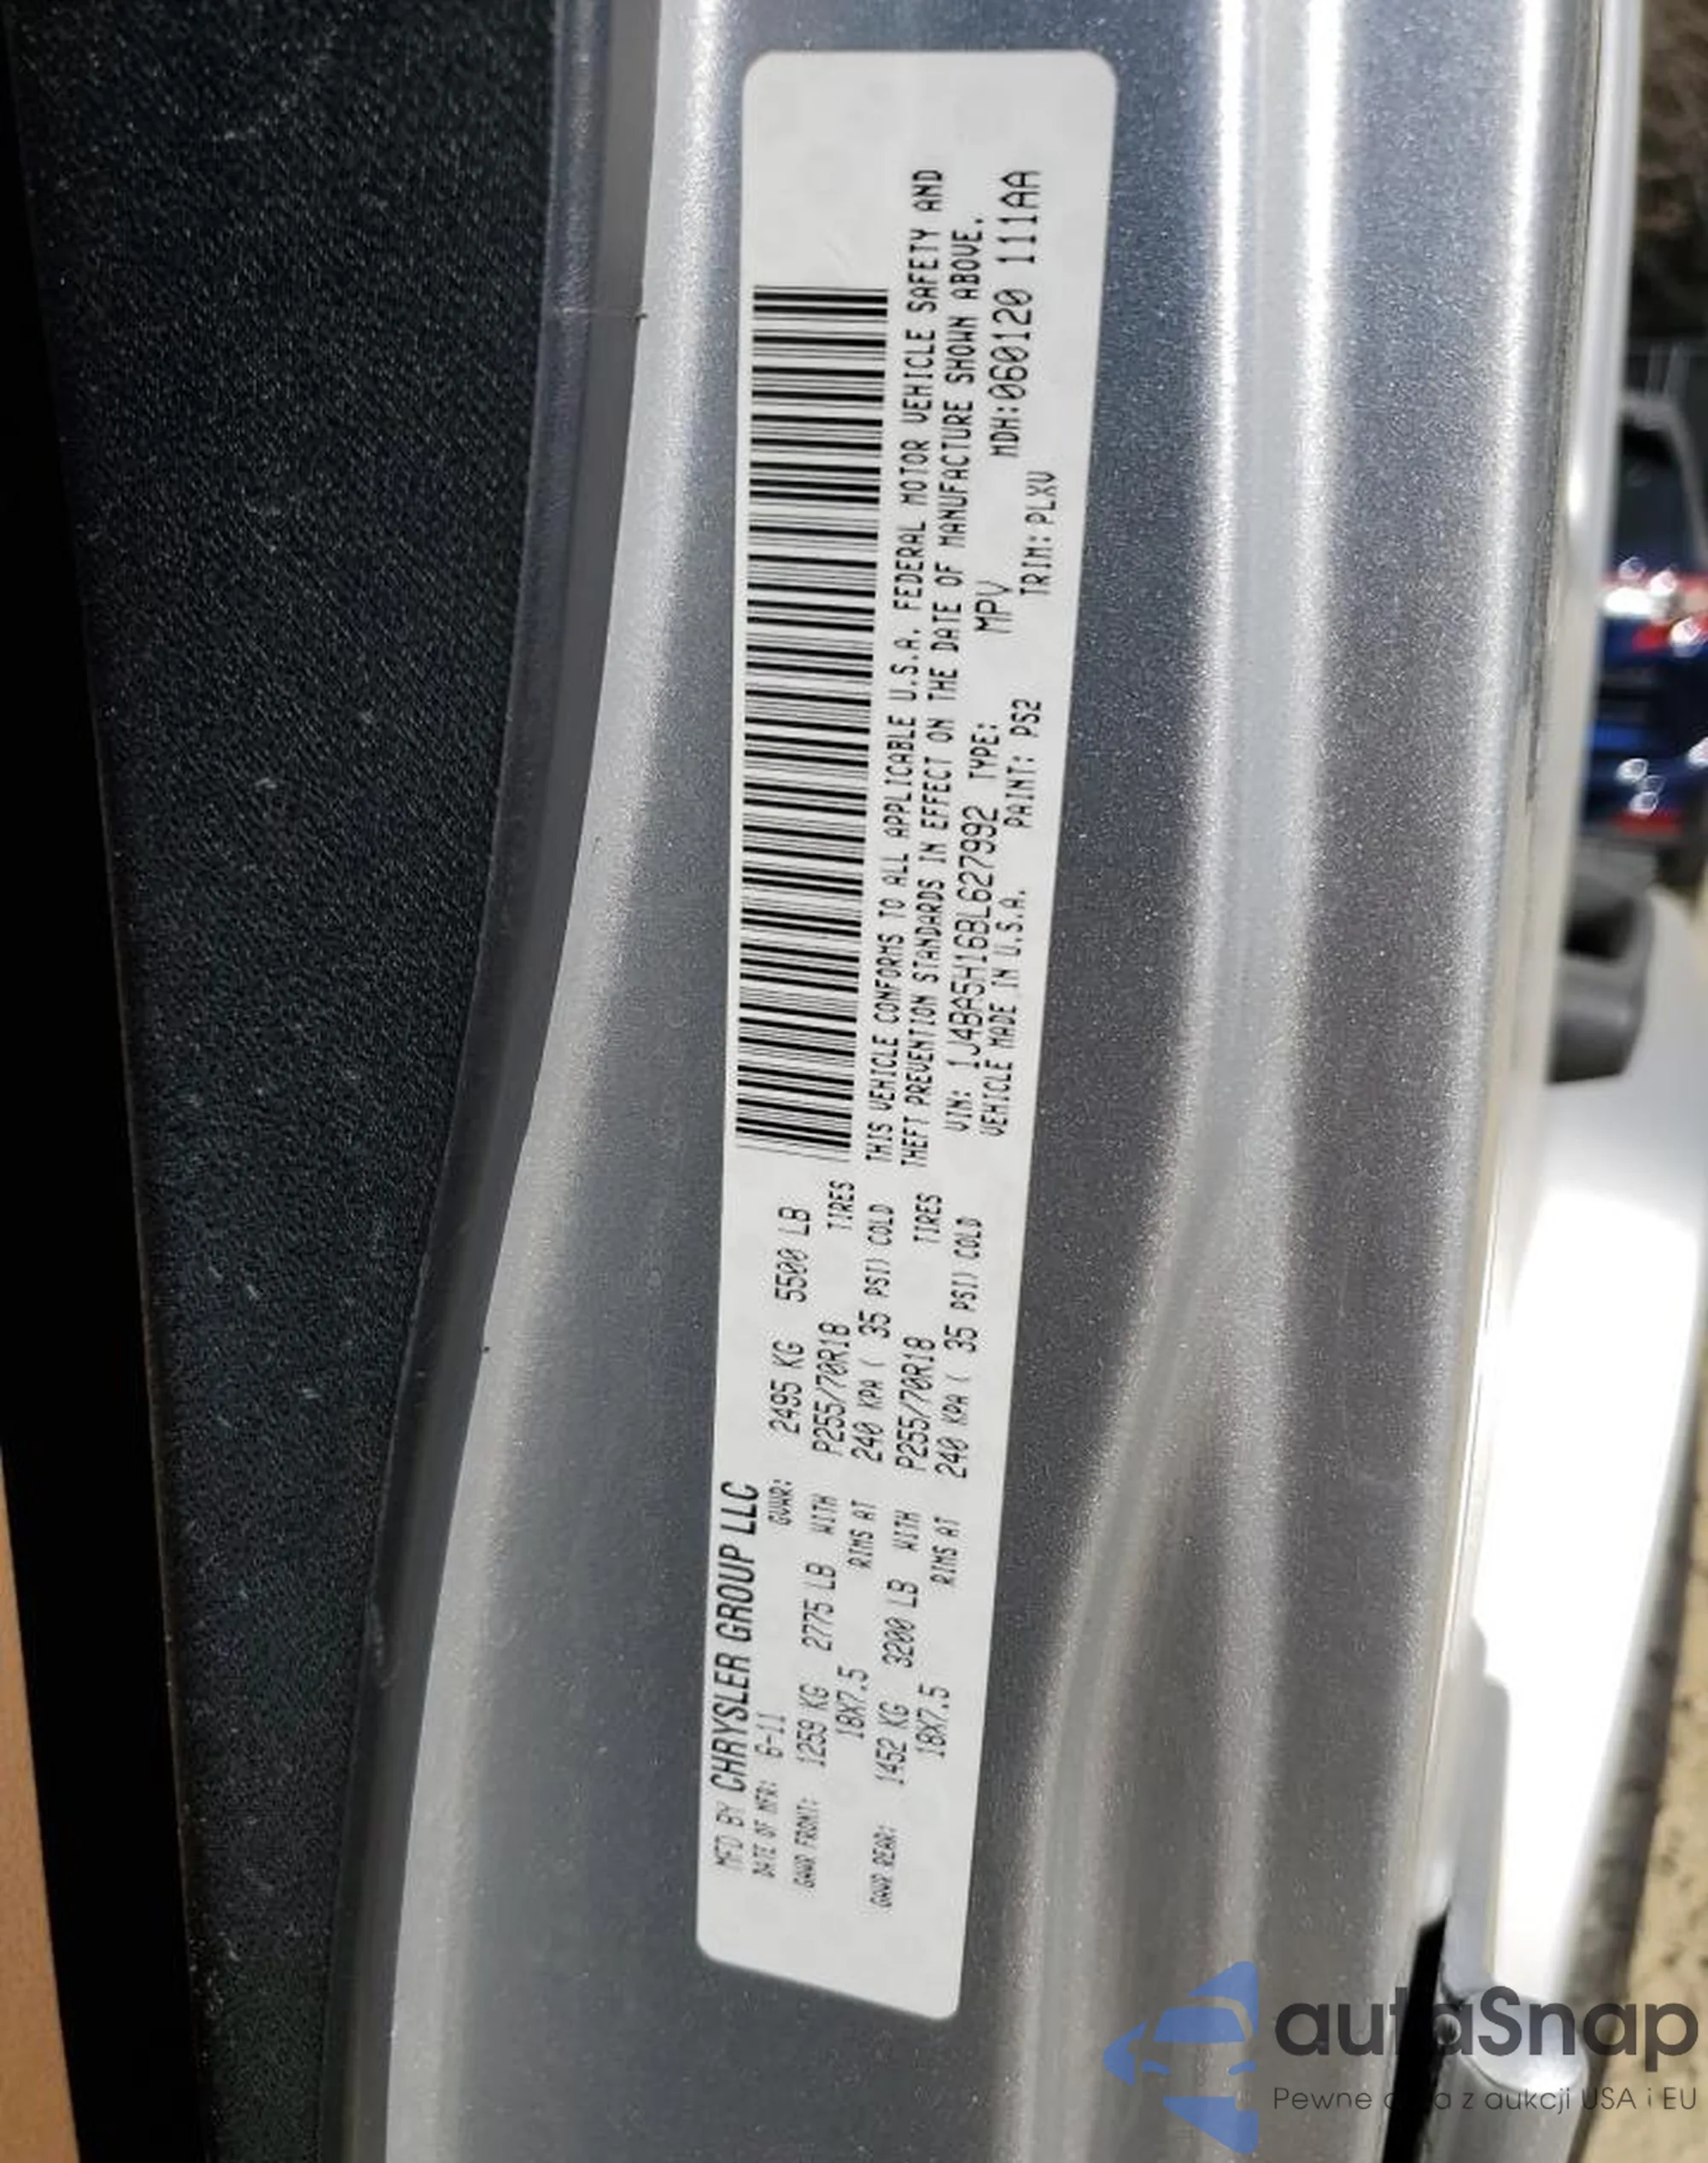 MFD BY CHRYSLER GROUP LLC
DATE OF MFR: 6-11 GVWR: 2495 KG 5500 LB
GAWR FRONT: 1259 KG 2775 LB WITH P255/70R18 TIRES
18X7.5 RIMS AT 240 KPA ( 35 PSI) COLD
GAWR REAR: 1452 KG 3200 LB WITH P255/70R18 TIRES
18X7.5 RIMS AT 240 KPA ( 35 PSI) COLD
THIS VEHICLE CONFORMS TO ALL APPLICABLE U.S.A. FEDERAL MOTOR VEHICLE SAFETY AND
THEFT PREVENTION STANDARDS IN EFFECT ON THE DATE OF MANUFACTURE SHOWN ABOVE.
VIN: 1J4BA5H16BL627992 TYPE: MPV MDH:060120 111AA
VEHICLE MADE IN U.S.A. PAINT: PS2 TRIM: PLXV
autaSnap
Pewne auta z aukcji USA i EU